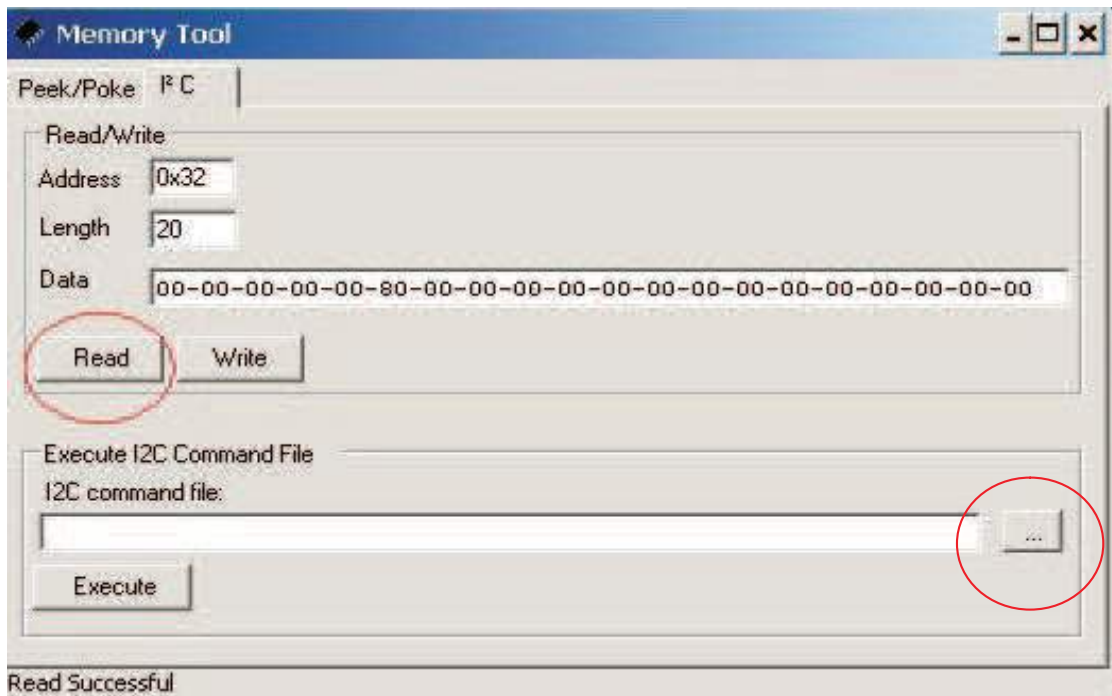 Memory Tool
Peek/Poke I² C
Read/Write
Address 0x32
Length 20
Data 00-00-00-00-00-80-00-00-00-00-00-00-00-00-00-00-00-00-00-00
Read Write
Execute I2C Command File
I2C command file:
...
Execute
Read Successful